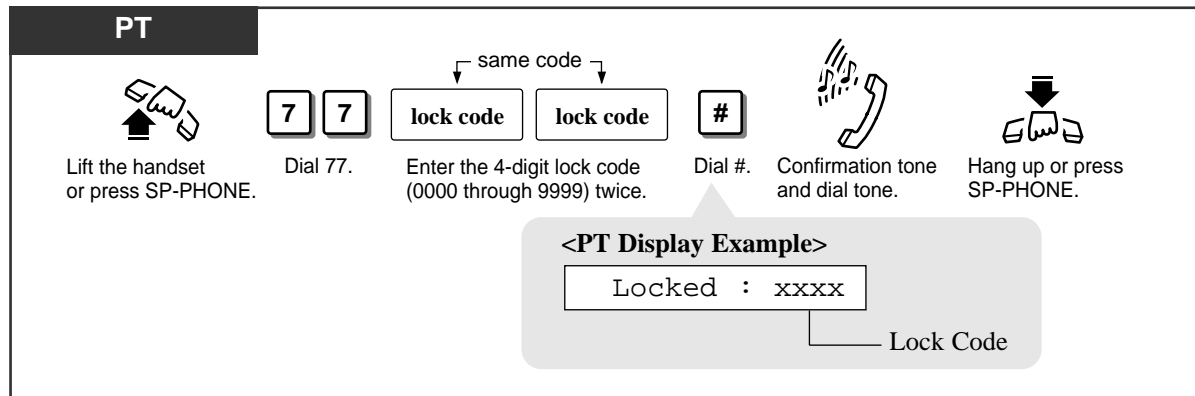 PT
same code
7 7 lock code lock code #
Lift the handset
or press SP-PHONE.
Dial 77.
Enter the 4-digit lock code
(0000 through 9999) twice.
Dial #.
Confirmation tone
and dial tone.
Hang up or press
SP-PHONE.
<PT Display Example>
Locked : xxxx
Lock Code